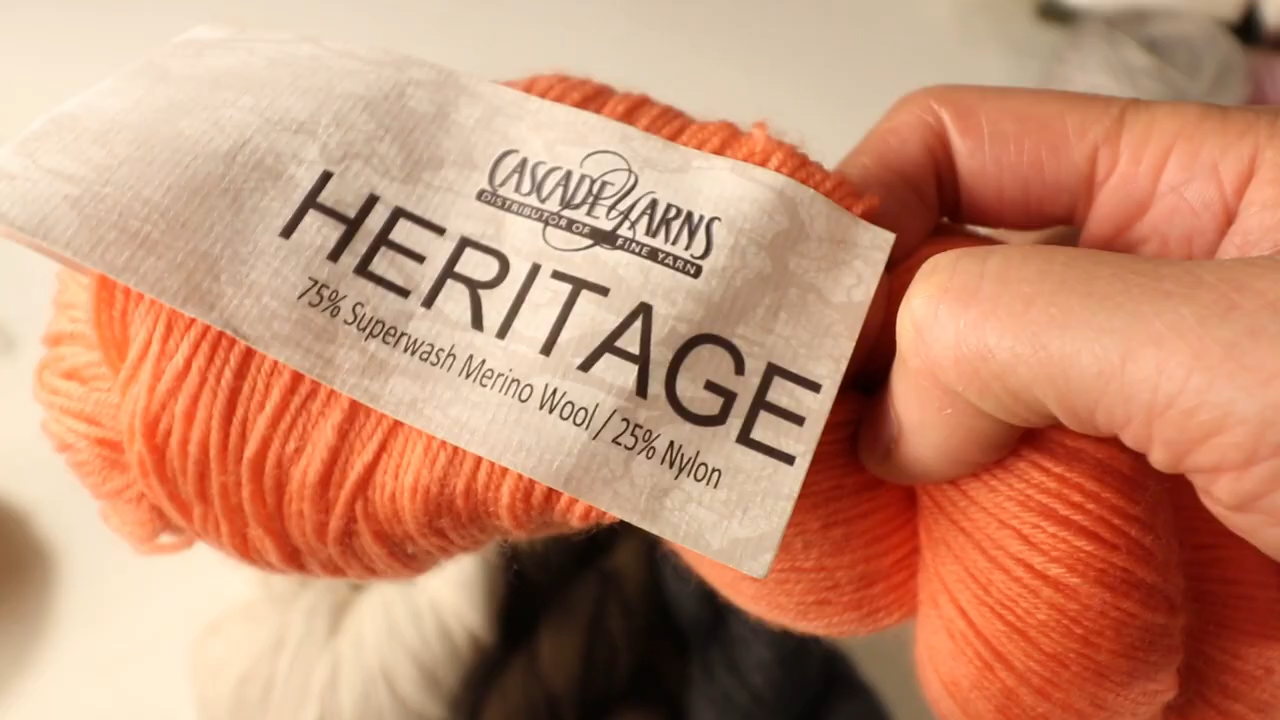 CASCADE YARNS
DISTRIBUTOR OF FINE YARN
HERITAGE
75% Superwash Merino Wool / 25% Nylon